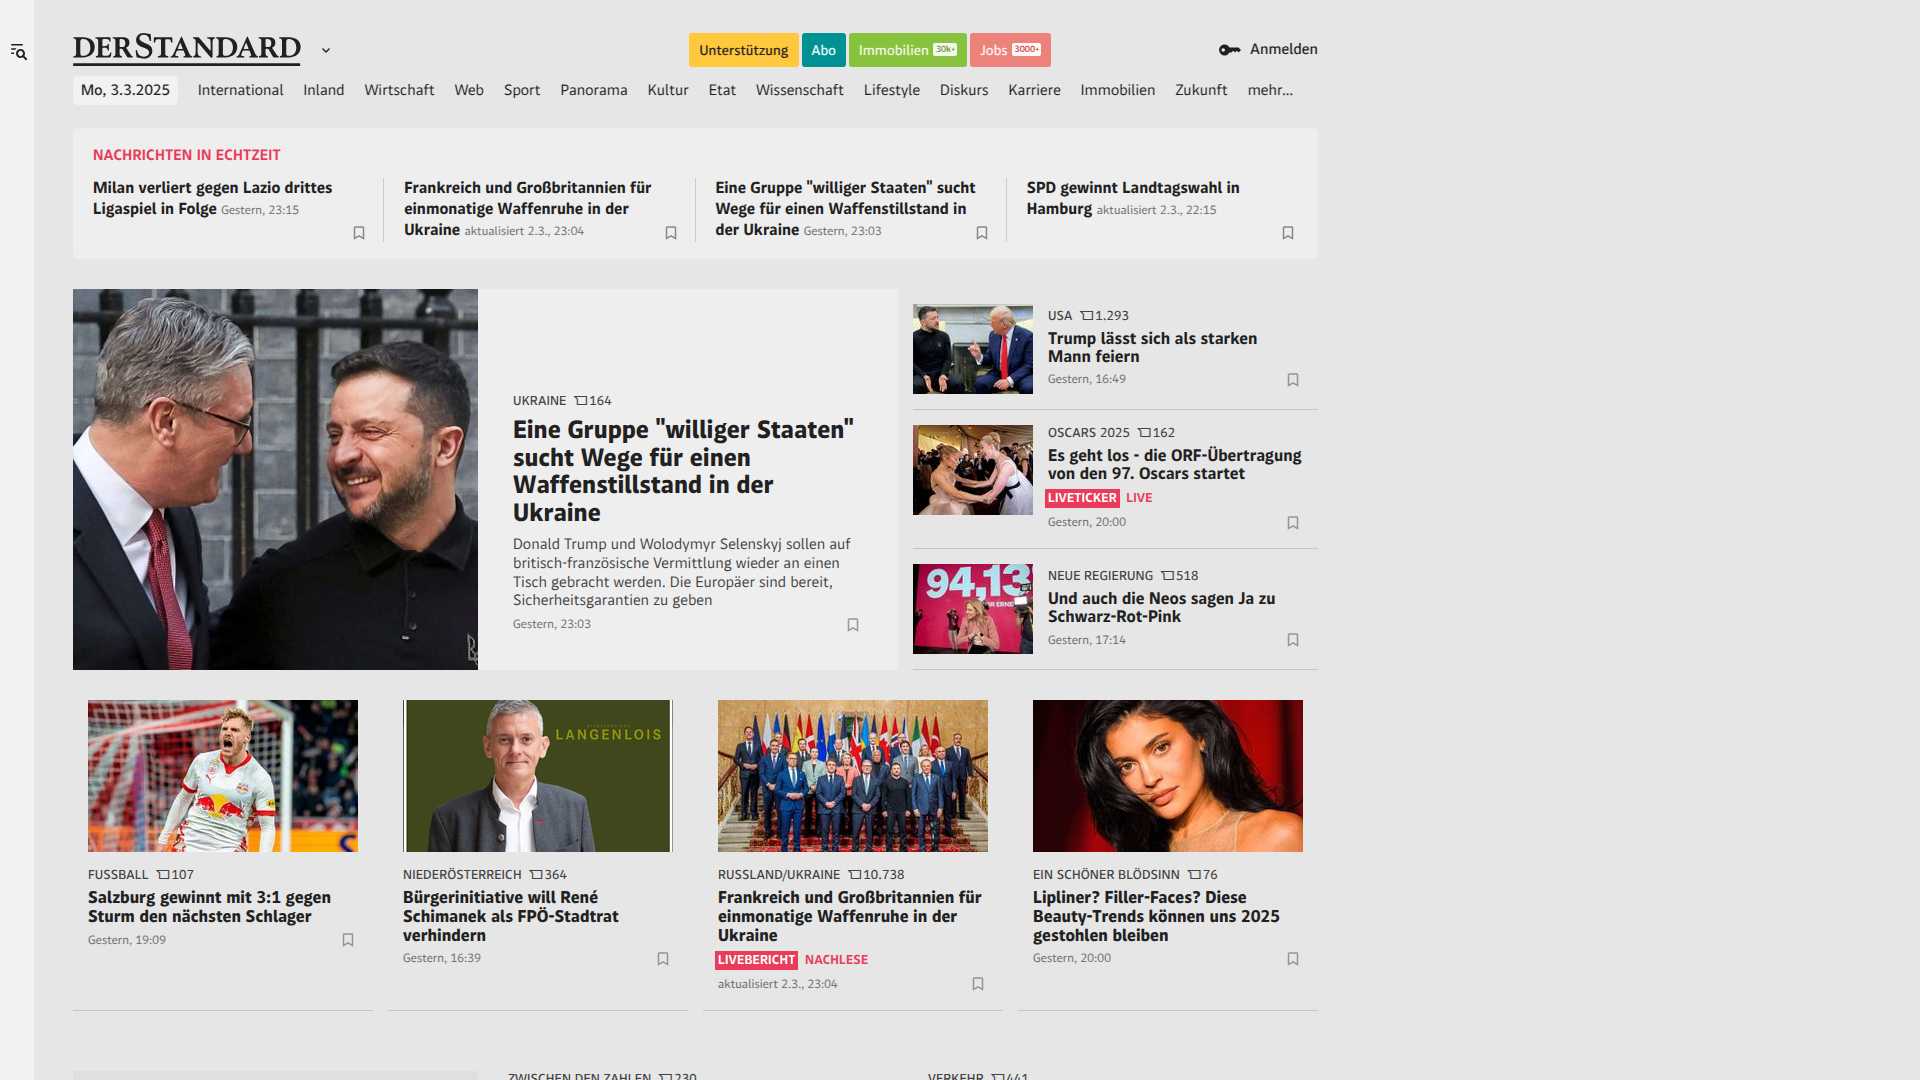 DERSTANDARD
Unterstützung
Abo
Immobilien 30k+
Jobs 3000+
Anmelden
Mo, 3.3.2025
International
Inland
Wirtschaft
Web
Sport
Panorama
Kultur
Etat
Wissenschaft
Lifestyle
Diskurs
Karriere
Immobilien
Zukunft
mehr...
NACHRICHTEN IN ECHTZEIT
Milan verliert gegen Lazio drittes
Ligaspiel in Folge Gestern, 23:15
Frankreich und Großbritannien für
einmonatige Waffenruhe in der
Ukraine aktualisiert 2.3., 23:04
Eine Gruppe "williger Staaten" sucht
Wege für einen Waffenstillstand in
der Ukraine Gestern, 23:03
SPD gewinnt Landtagswahl in
Hamburg aktualisiert 2.3., 22:15
UKRAINE 164
Eine Gruppe "williger Staaten"
sucht Wege für einen
Waffenstillstand in der
Ukraine
Donald Trump und Wolodymyr Selenskyj sollen auf
britisch-französische Vermittlung wieder an einen
Tisch gebracht werden. Die Europäer sind bereit,
Sicherheitsgarantien zu geben
Gestern, 23:03
USA 1.293
Trump lässt sich als starken
Mann feiern
Gestern, 16:49
OSCARS 2025 162
Es geht los - die ORF-Übertragung
von den 97. Oscars startet
LIVETICKER LIVE
Gestern, 20:00
94,13
NEUE REGIERUNG 518
Und auch die Neos sagen Ja zu
Schwarz-Rot-Pink
Gestern, 17:14
FUSSBALL 107
Salzburg gewinnt mit 3:1 gegen
Sturm den nächsten Schlager
Gestern, 19:09
LANGENLOIS
NIEDERÖSTERREICH 364
Bürgerinitiative will René
Schimanek als FPÖ-Stadtrat
verhindern
Gestern, 16:39
RUSSLAND/UKRAINE 10.738
Frankreich und Großbritannien für
einmonatige Waffenruhe in der
Ukraine
LIVEBERICHT NACHLESE
aktualisiert 2.3., 23:04
EIN SCHÖNER BLÖDSINN 76
Lipliner? Filler-Faces? Diese
Beauty-Trends können uns 2025
gestohlen bleiben
Gestern, 20:00
ZWISCHEN DEN ZAHLEN 230
VERKEHR 441